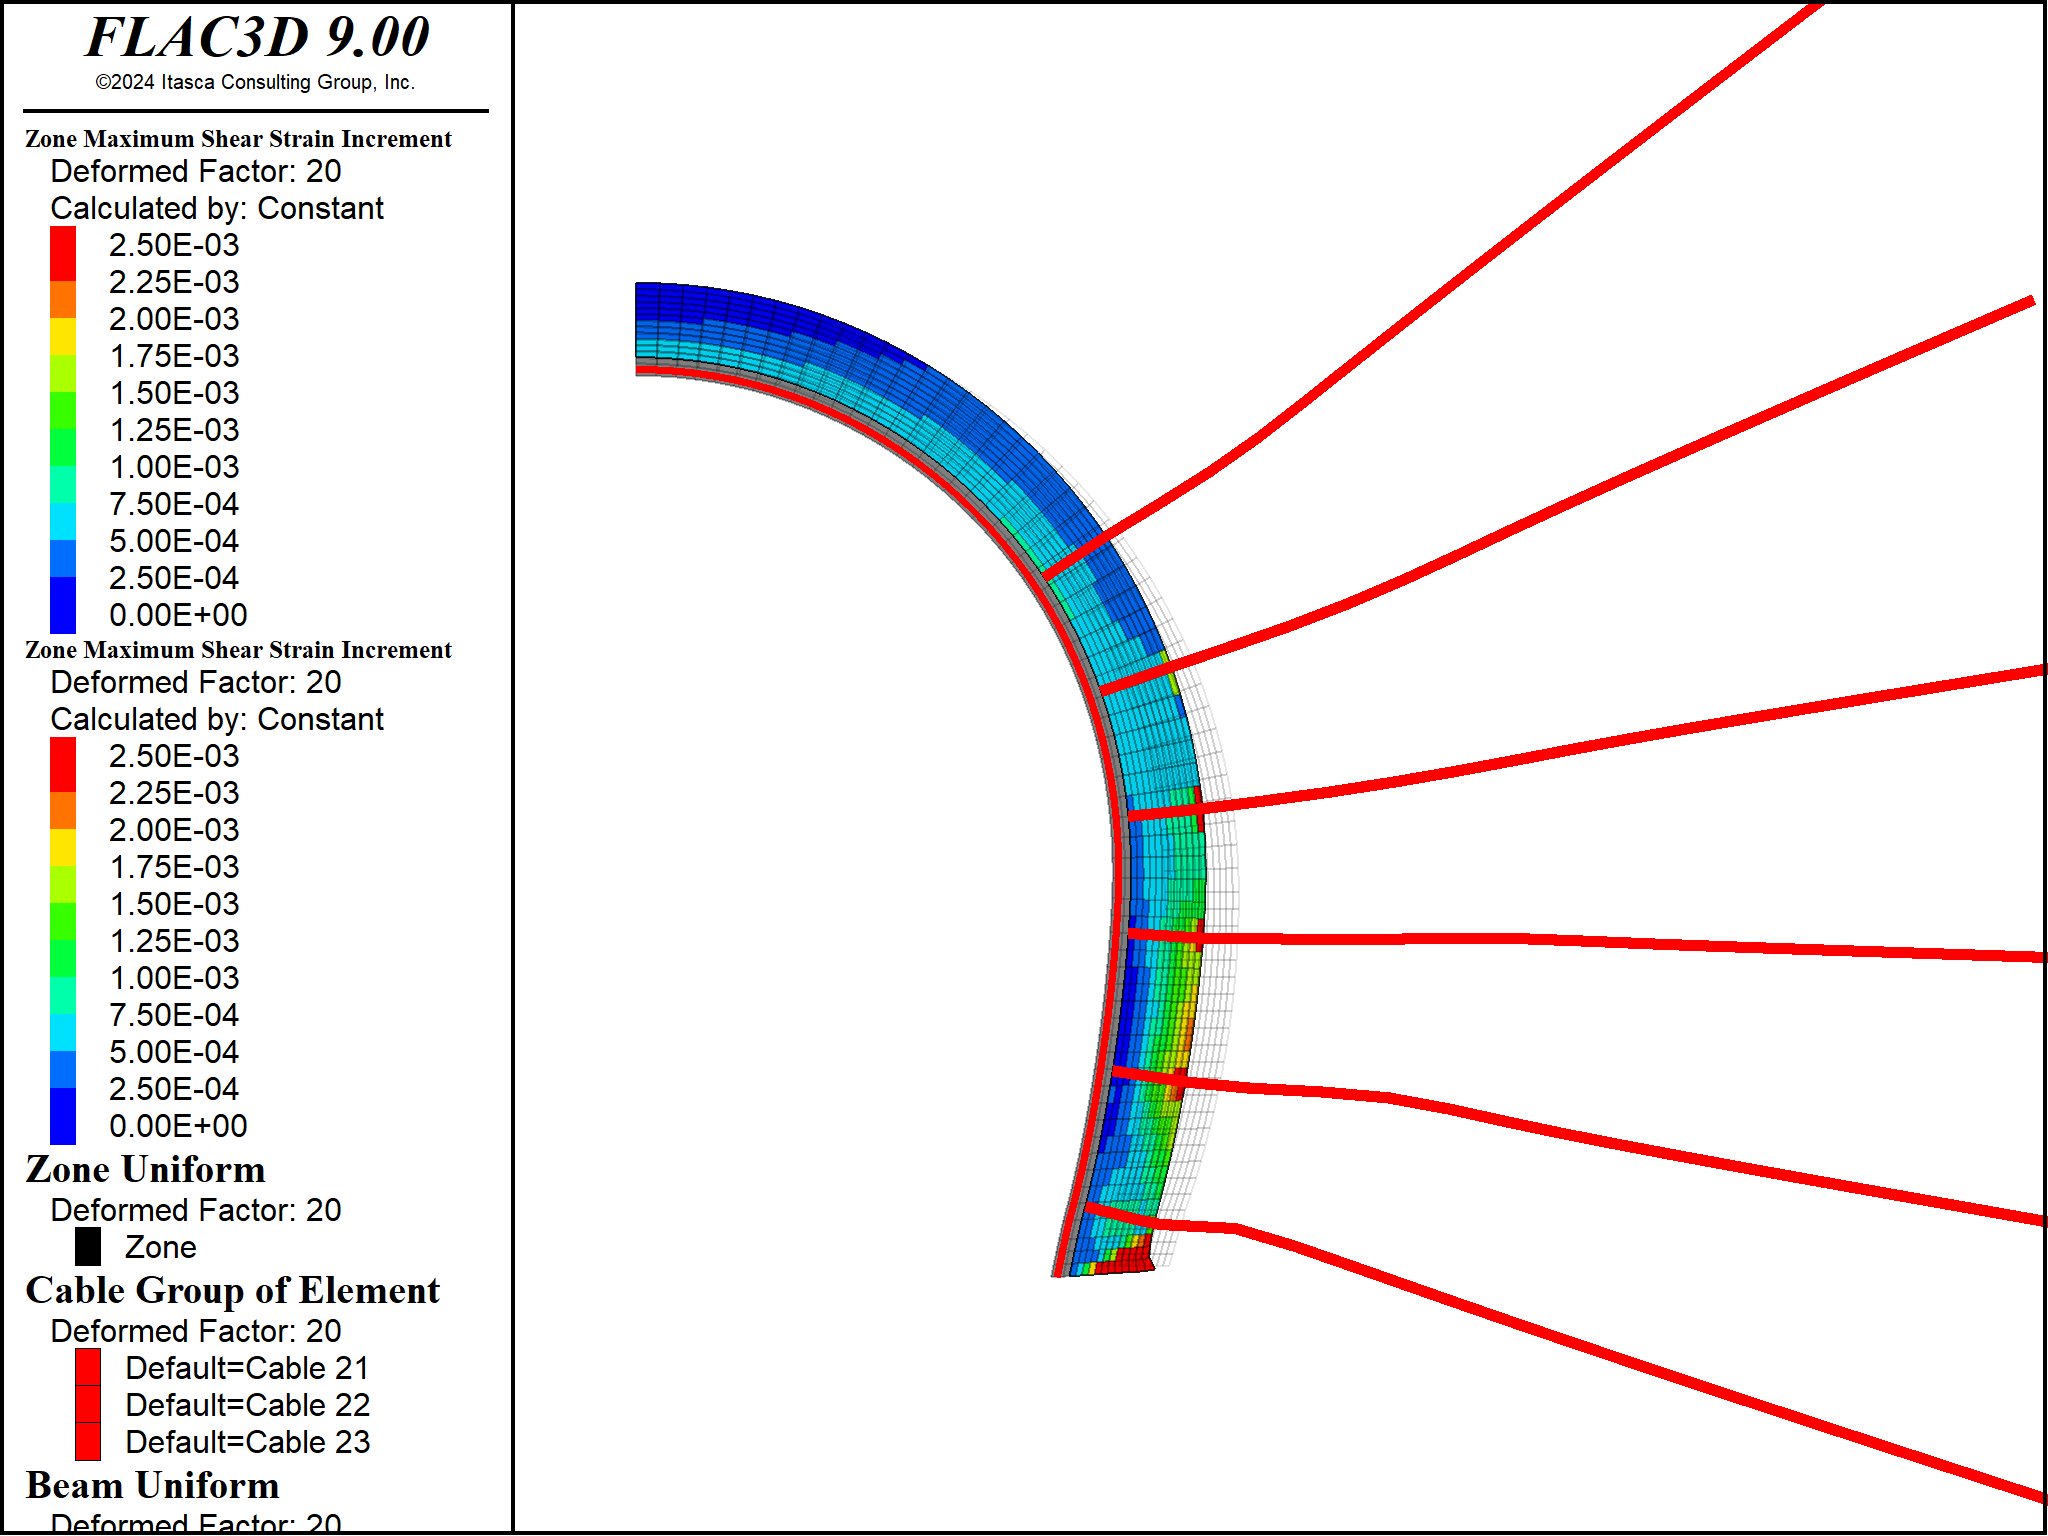 FLAC3D 9.00
©2024 Itasca Consulting Group, Inc.
Zone Maximum Shear Strain Increment
Deformed Factor: 20
Calculated by: Constant
2.50E-03
2.25E-03
2.00E-03
1.75E-03
1.50E-03
1.25E-03
1.00E-03
7.50E-04
5.00E-04
2.50E-04
0.00E+00
Zone Maximum Shear Strain Increment
Deformed Factor: 20
Calculated by: Constant
2.50E-03
2.25E-03
2.00E-03
1.75E-03
1.50E-03
1.25E-03
1.00E-03
7.50E-04
5.00E-04
2.50E-04
0.00E+00
Zone Uniform
Deformed Factor: 20
Zone
Cable Group of Element
Deformed Factor: 20
Default=Cable 21
Default=Cable 22
Default=Cable 23
Beam Uniform
Deformed Factor: 20